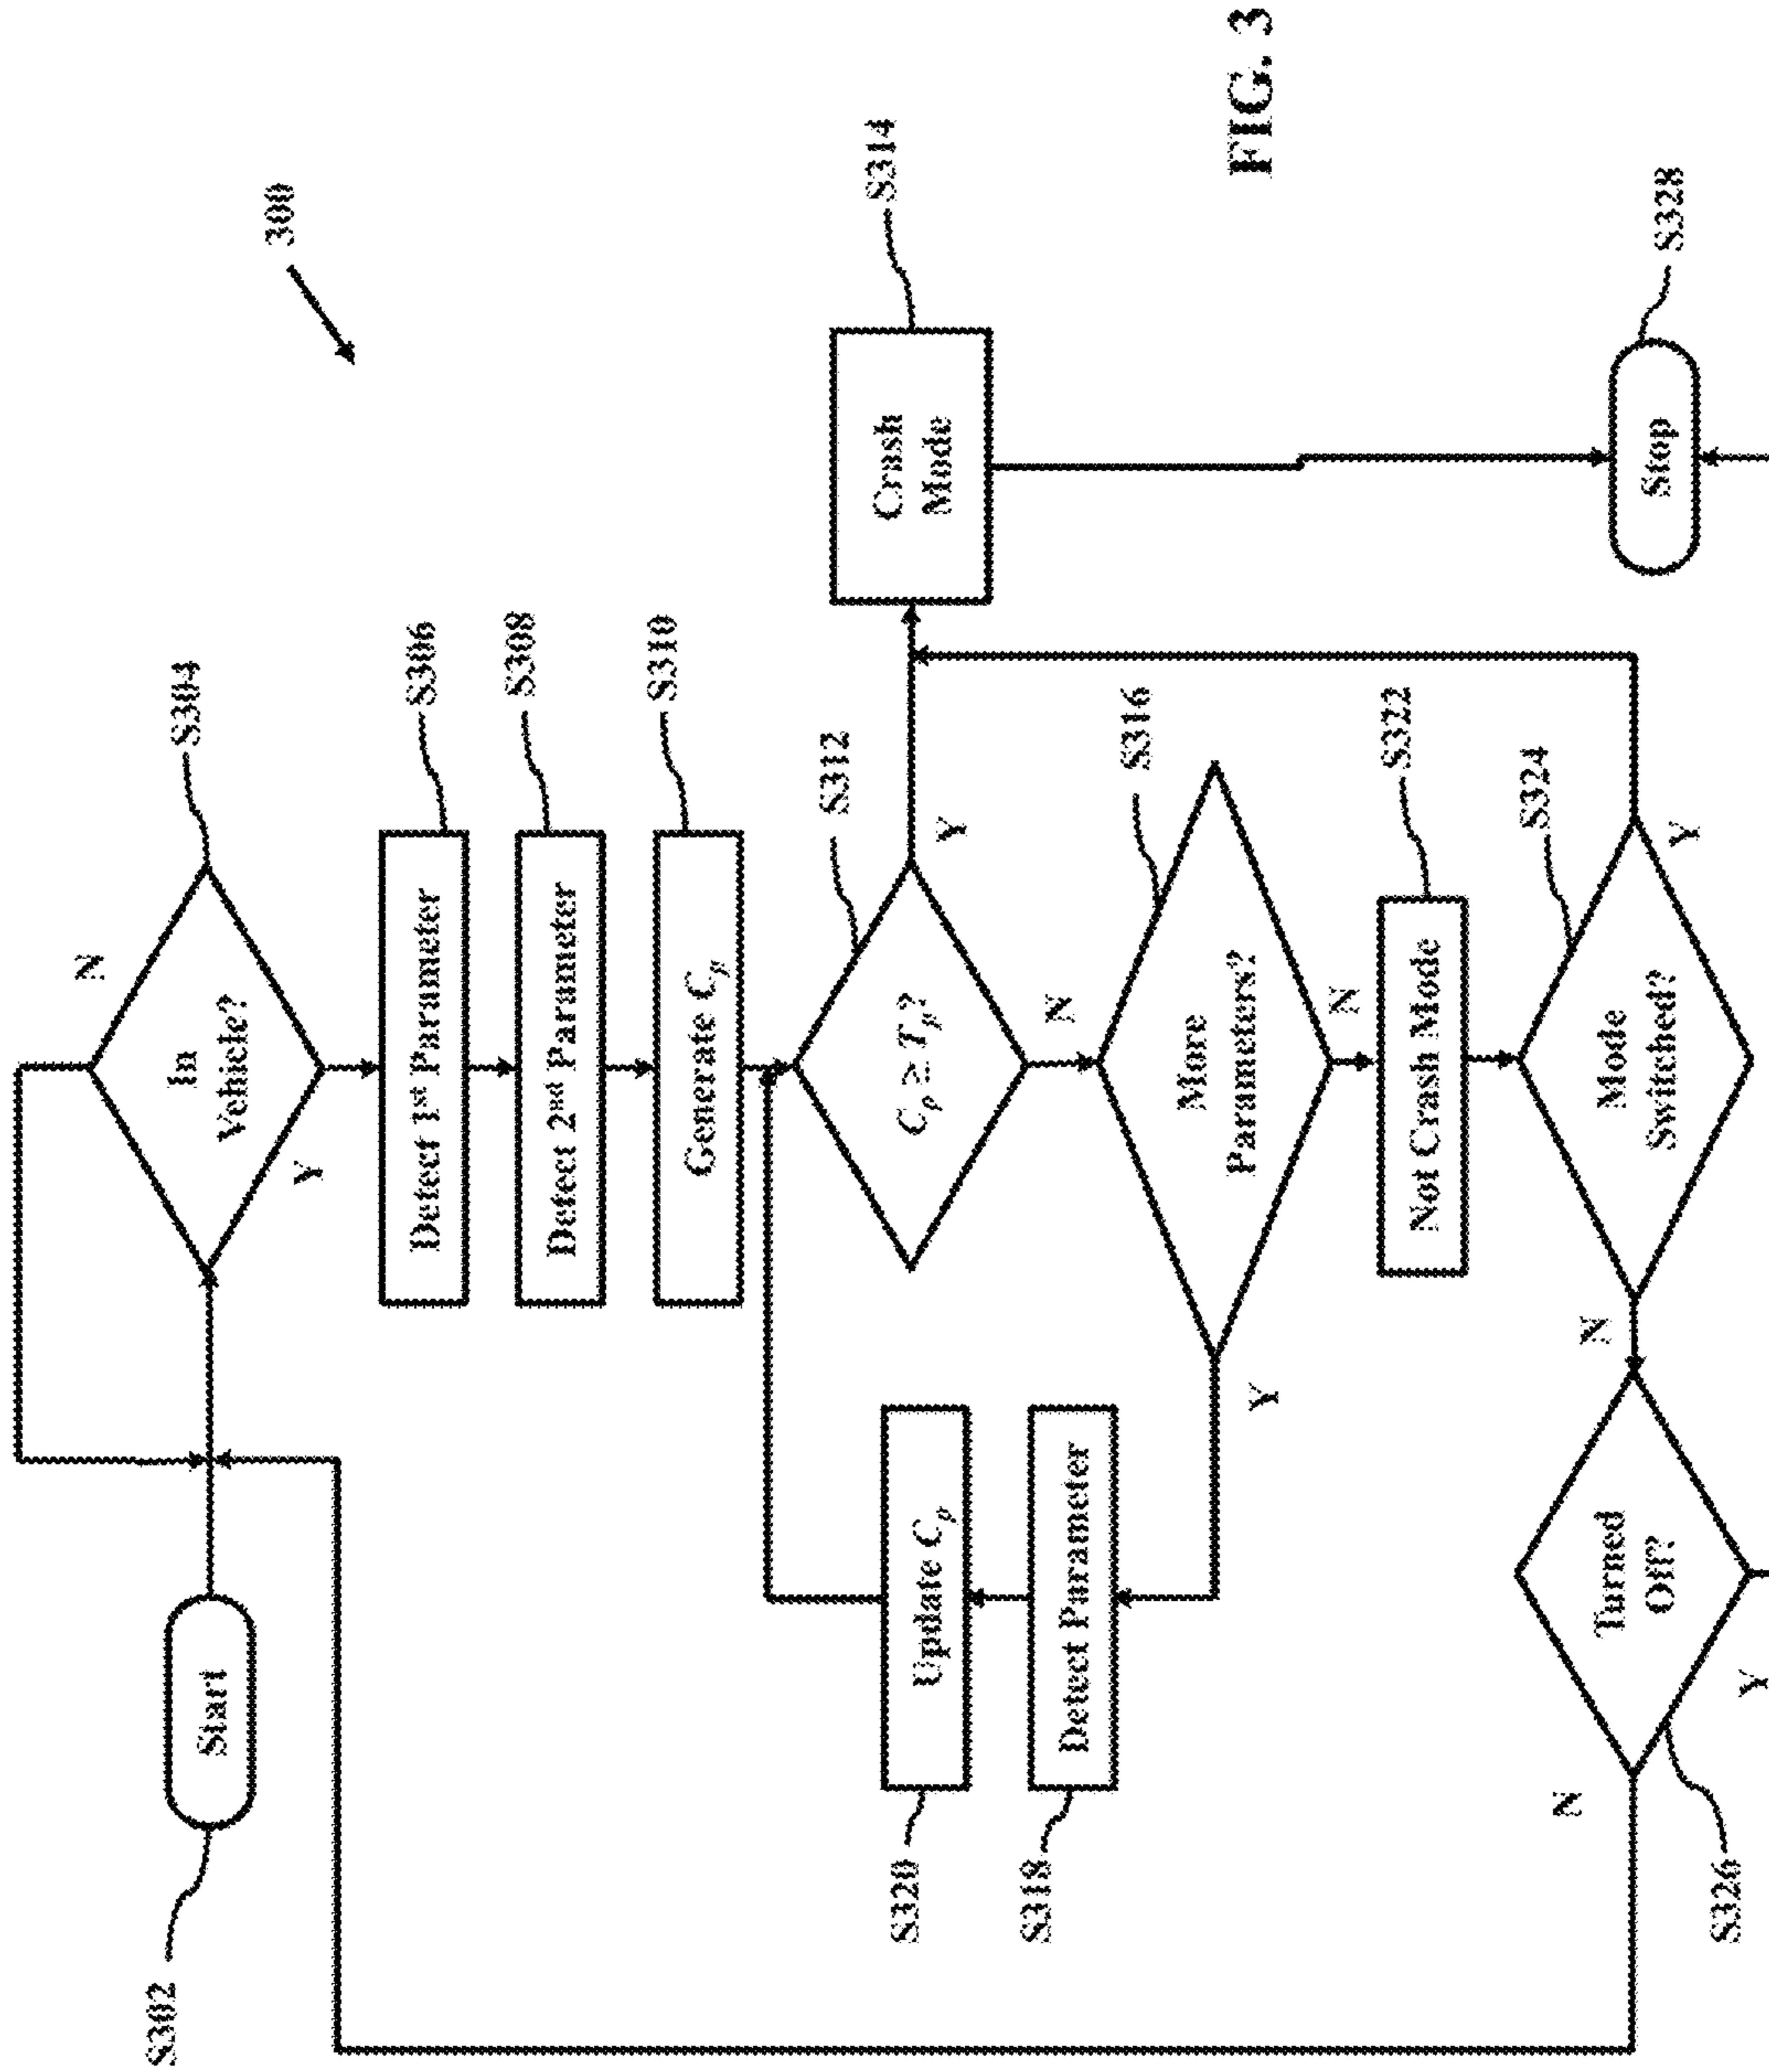 300
S302
Start
In
Vehicle?
S304
N
Y
Detect 1st Parameter
S306
Detect 2nd Parameter
S308
Generate Cp
S310
Cp ≥ Tp?
S312
Y
N
Crash
Mode
S314
More
Parameters?
S316
Y
N
Detect Parameter
S318
Update Cp
S320
Not Crash Mode
S322
Mode
Switched?
S324
Y
N
Turned
Off?
S326
N
Y
Stop
S328
FIG. 3